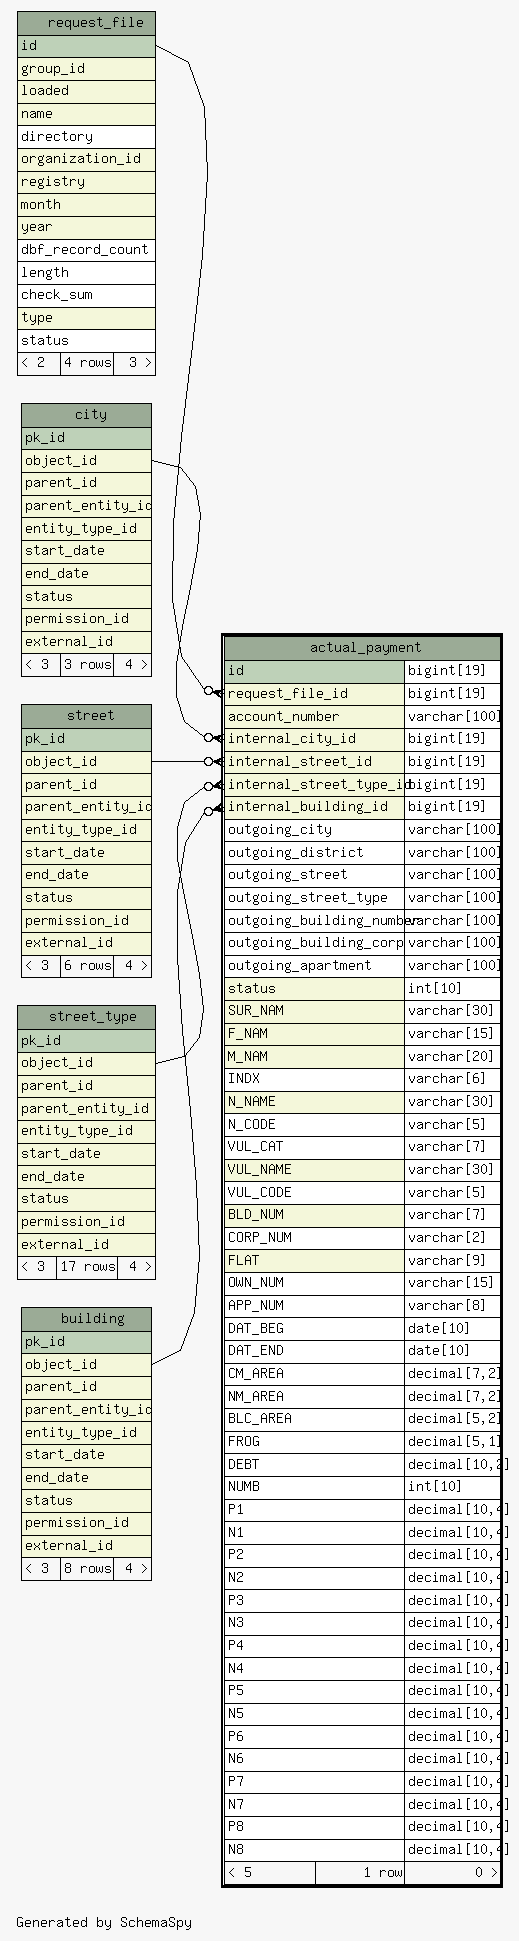 request_file
id
group_id
loaded
name
directory
organization_id
registry
month
year
dbf_record_count
length
check_sum
type
status
< 2 4 rows 3 >
city
pk_id
object_id
parent_id
parent_entity_id
entity_type_id
start_date
end_date
status
permission_id
external_id
< 3 3 rows 4 >
street
pk_id
object_id
parent_id
parent_entity_id
entity_type_id
start_date
end_date
status
permission_id
external_id
< 3 6 rows 4 >
street_type
pk_id
object_id
parent_id
parent_entity_id
entity_type_id
start_date
end_date
status
permission_id
external_id
< 3 17 rows 4 >
building
pk_id
object_id
parent_id
parent_entity_id
entity_type_id
start_date
end_date
status
permission_id
external_id
< 3 8 rows 4 >
actual_payment
id bigint[19]
request_file_id bigint[19]
account_number varchar[100]
internal_city_id bigint[19]
internal_street_id bigint[19]
internal_street_type_id bigint[19]
internal_building_id bigint[19]
outgoing_city varchar[100]
outgoing_district varchar[100]
outgoing_street varchar[100]
outgoing_street_type varchar[100]
outgoing_building_number varchar[100]
outgoing_building_corp varchar[100]
outgoing_apartment varchar[100]
status int[10]
SUR_NAM varchar[30]
F_NAM varchar[15]
M_NAM varchar[20]
INDX varchar[6]
N_NAME varchar[30]
N_CODE varchar[5]
VUL_CAT varchar[7]
VUL_NAME varchar[30]
VUL_CODE varchar[5]
BLD_NUM varchar[7]
CORP_NUM varchar[2]
FLAT varchar[9]
OWN_NUM varchar[15]
APP_NUM varchar[8]
DAT_BEG date[10]
DAT_END date[10]
CM_AREA decimal[7,2]
NM_AREA decimal[7,2]
BLC_AREA decimal[5,2]
FROG decimal[5,1]
DEBT decimal[10,2]
NUMB int[10]
P1 decimal[10,4]
N1 decimal[10,4]
P2 decimal[10,4]
N2 decimal[10,4]
P3 decimal[10,4]
N3 decimal[10,4]
P4 decimal[10,4]
N4 decimal[10,4]
P5 decimal[10,4]
N5 decimal[10,4]
P6 decimal[10,4]
N6 decimal[10,4]
P7 decimal[10,4]
N7 decimal[10,4]
P8 decimal[10,4]
N8 decimal[10,4]
< 5 1 row 0 >
Generated by SchemaSpy